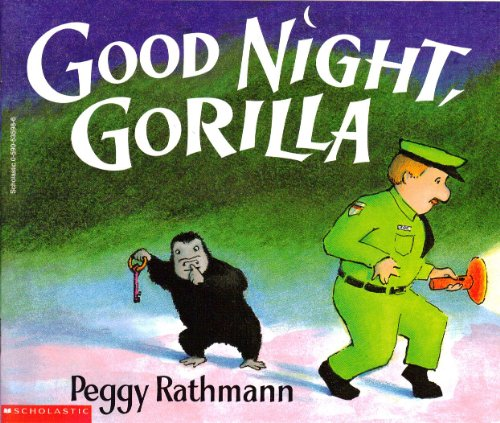 GOOD NIGHT,
GORILLA
Peggy Rathmann
SCHOLASTIC